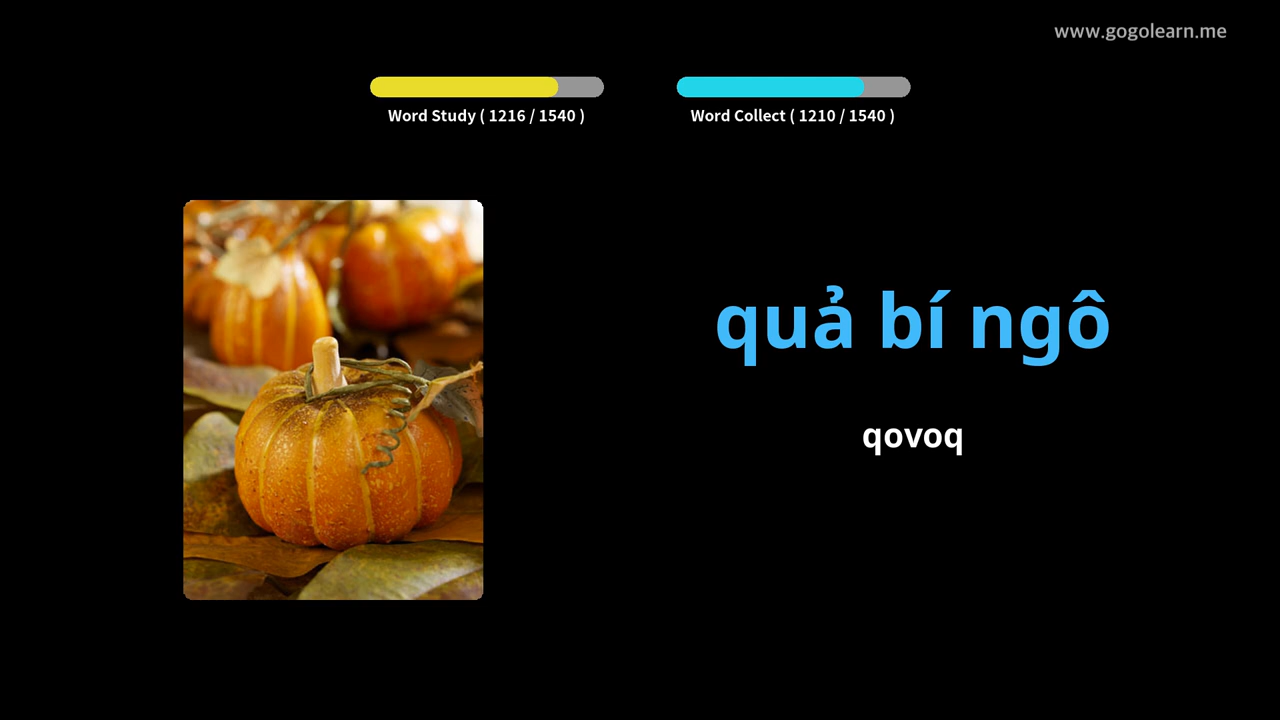 www.gogolearn.me
Word Study ( 1216 / 1540 )
Word Collect ( 1210 / 1540 )
quả bí ngô
qovoq